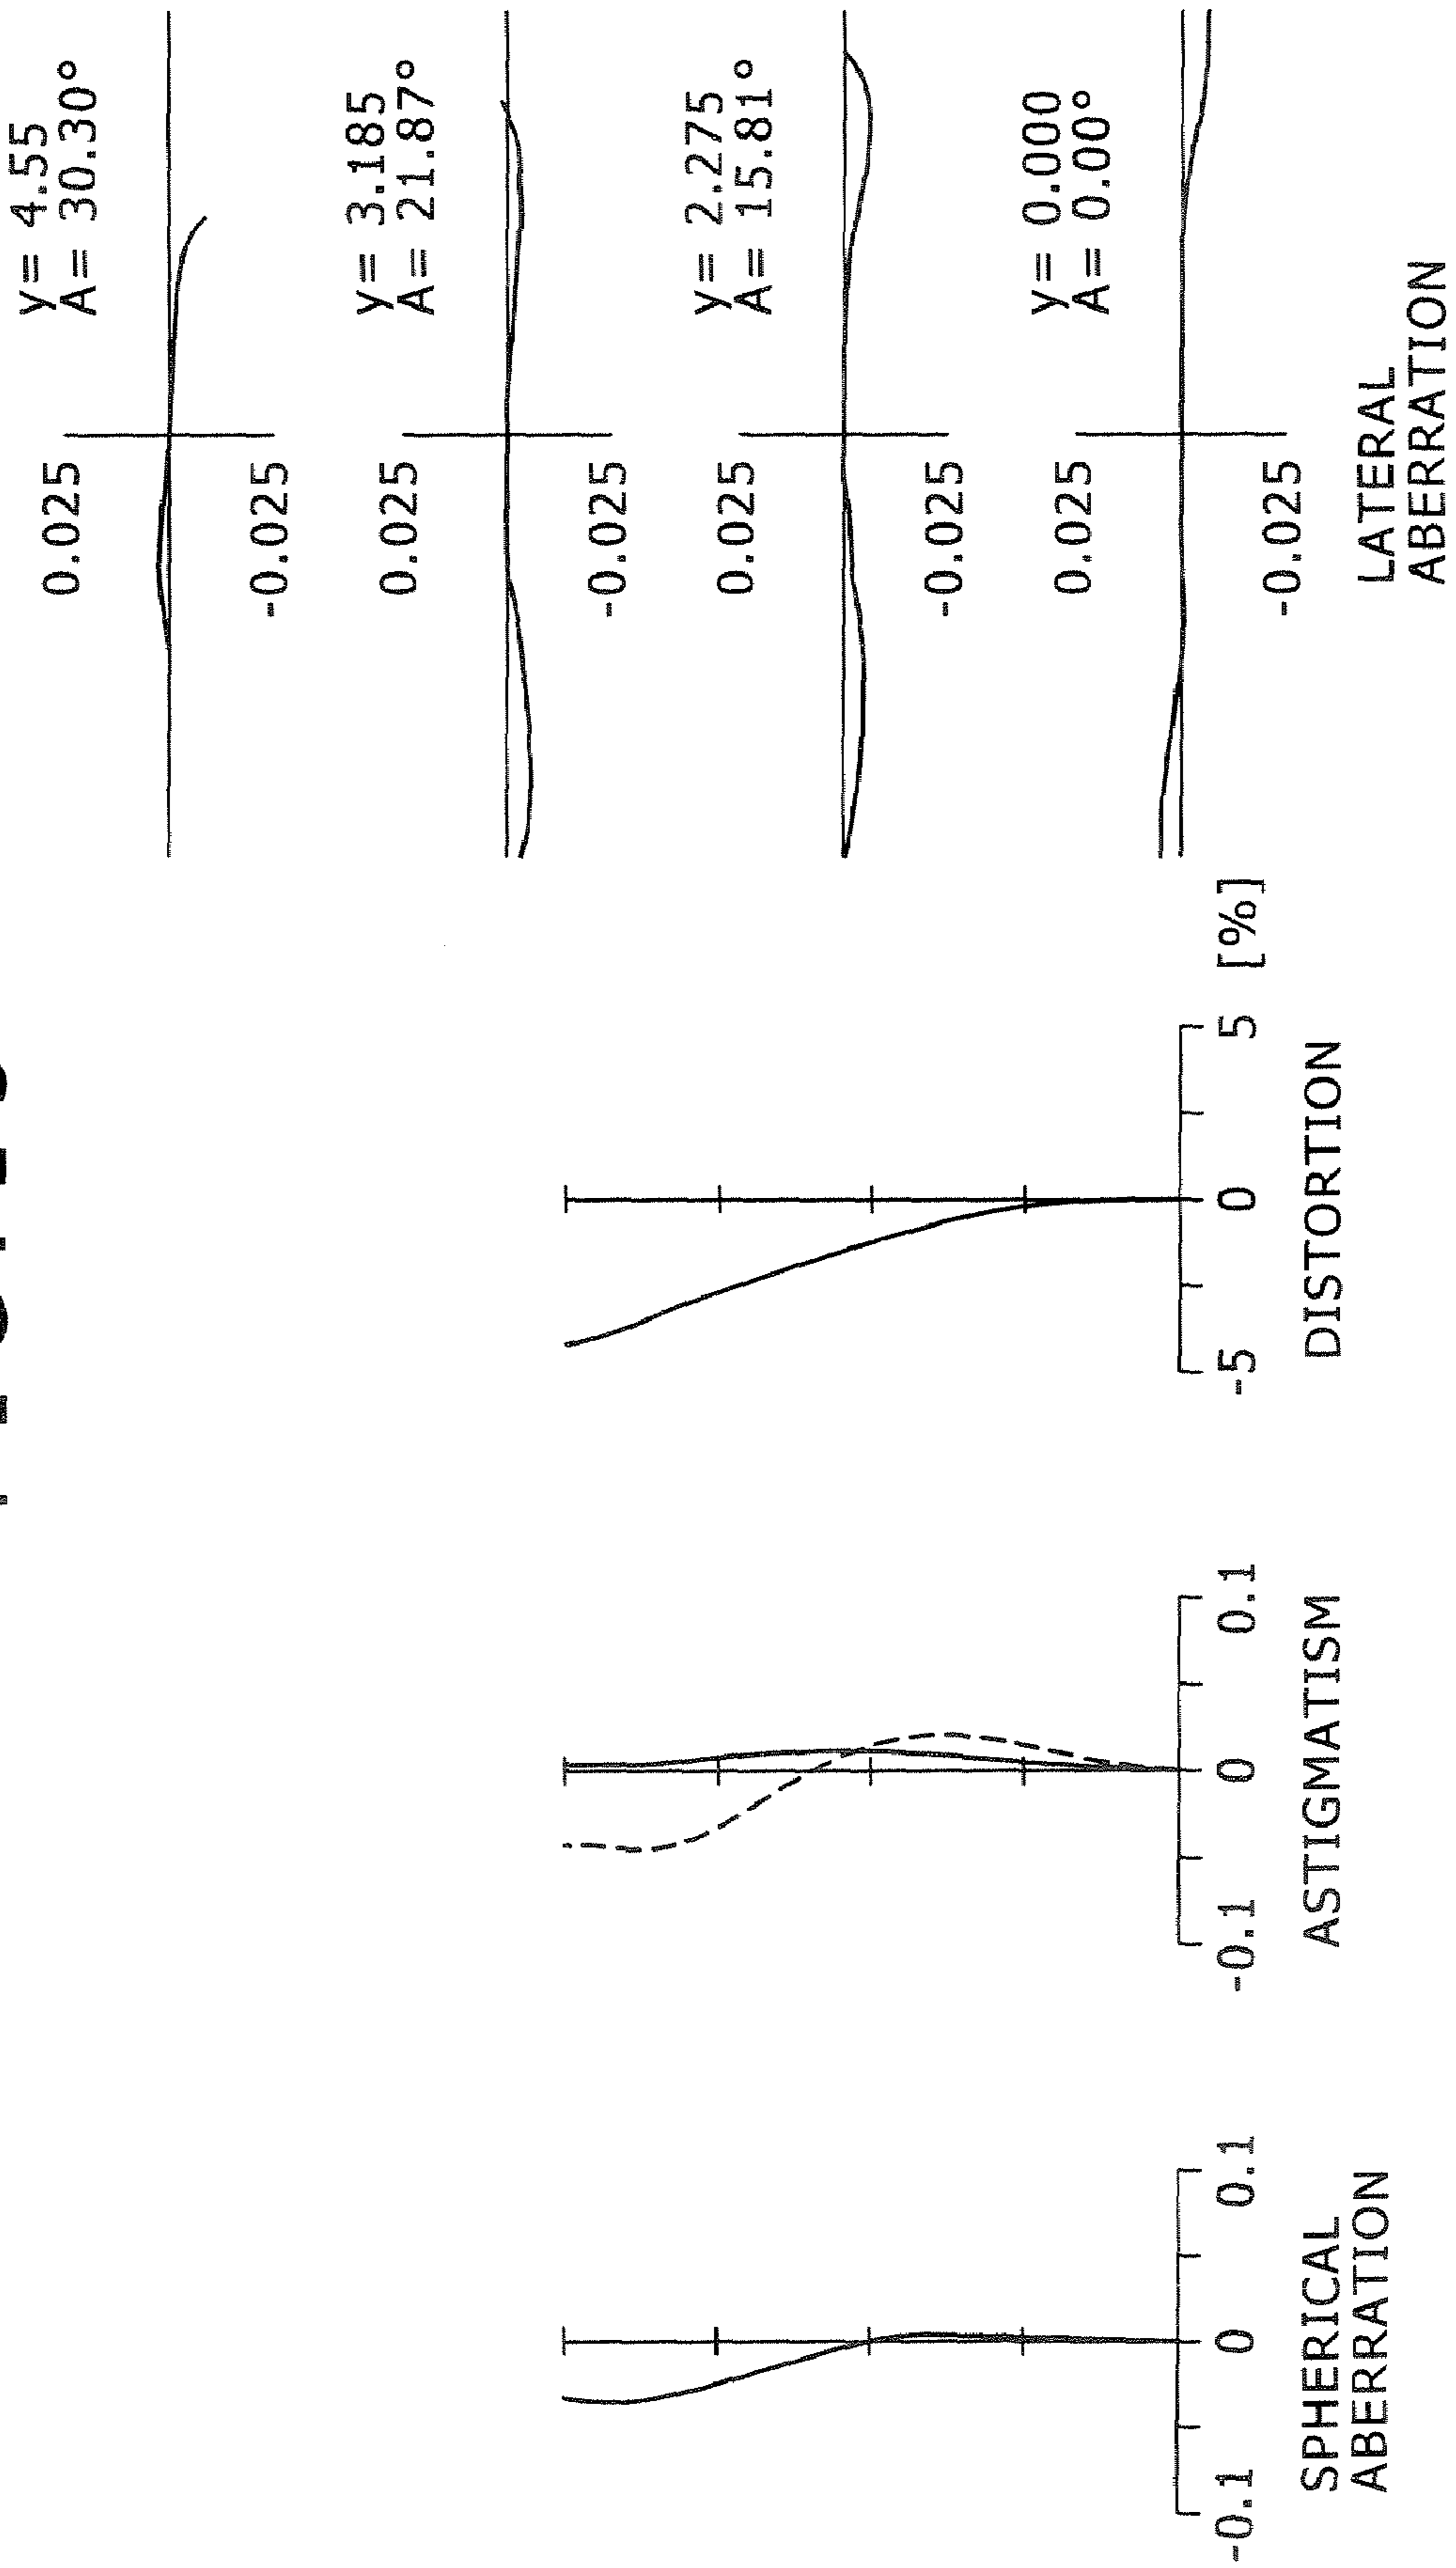 -0.1 0 0.1
SPHERICAL
ABERRATION
-0.1 0 0.1
ASTIGMATISM
-5 0 5 [%]
DISTORTION
0.025
y= 4.55
A= 30.30°
-0.025
0.025
y= 3.185
A= 21.87°
-0.025
0.025
y= 2.275
A= 15.81°
-0.025
0.025
y= 0.000
A= 0.00°
-0.025
LATERAL
ABERRATION